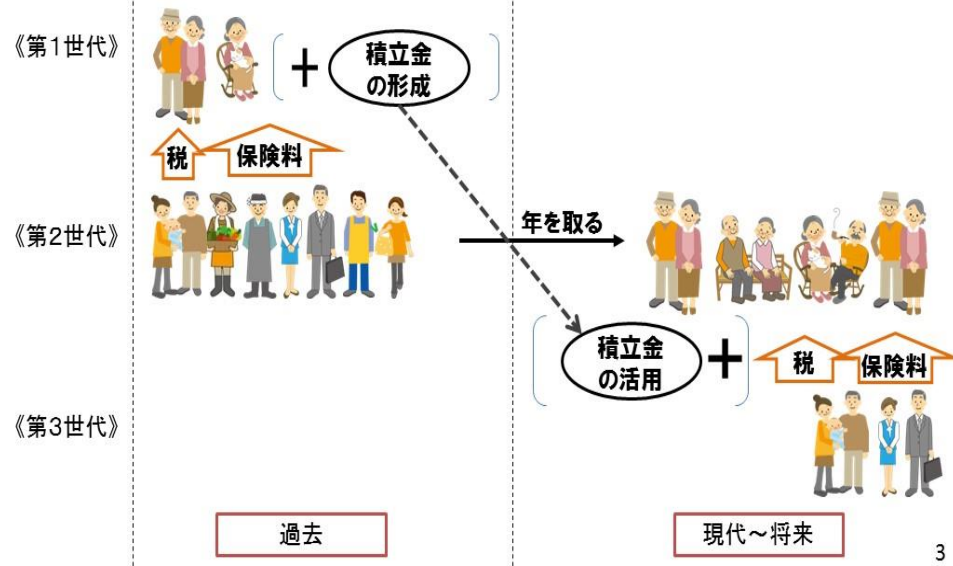 《第1世代》
+
積立金
の形成
税
保険料
《第2世代》
年を取る
積立金
の活用
+
税
保険料
《第3世代》
過去
現代～将来
3